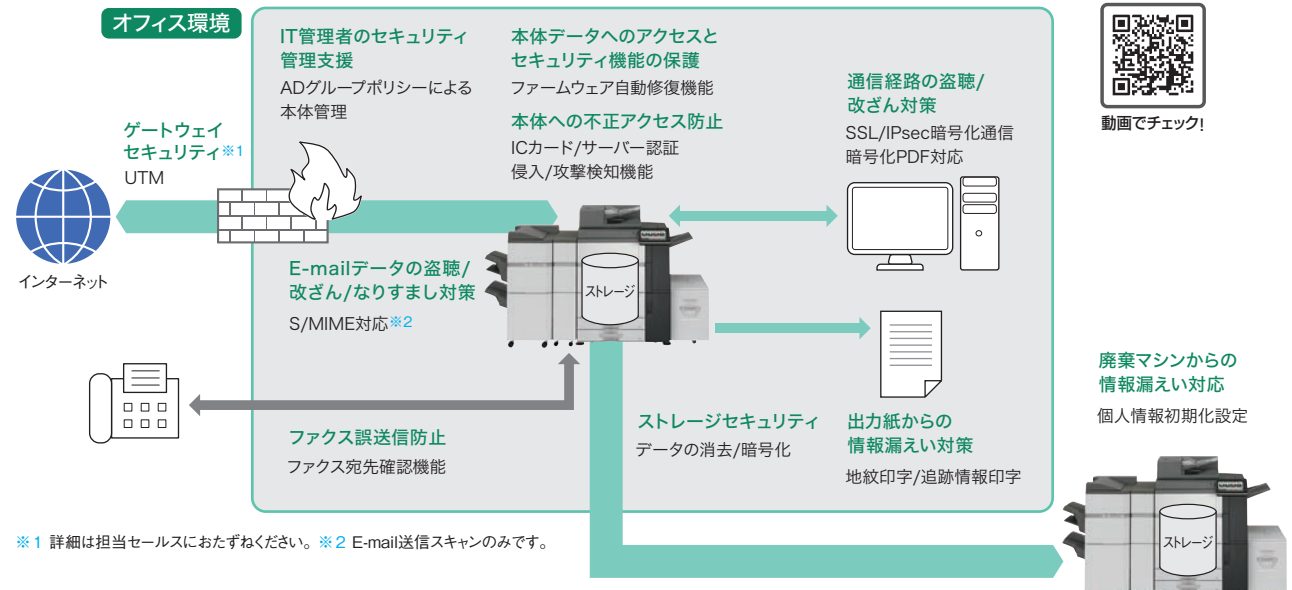 オフィス環境
IT管理者のセキュリティ
管理支援
ADグループポリシーによる
本体管理
本体データへのアクセスと
セキュリティ機能の保護
ファームウェア自動修復機能
本体への不正アクセス防止
ICカード/サーバー認証
侵入/攻撃検知機能
通信経路の盗聴/
改ざん対策
SSL/IPsec暗号化通信
暗号化PDF対応
動画でチェック!
ゲートウェイ
セキュリティ※1
UTM
インターネット
E-mailデータの盗聴/
改ざん/なりすまし対策
S/MIME対応※2
ストレージ
ファクス誤送信防止
ファクス宛先確認機能
ストレージセキュリティ
データの消去/暗号化
出力紙からの
情報漏えい対策
地紋印字/追跡情報印字
廃棄マシンからの
情報漏えい対応
個人情報初期化設定
ストレージ
※1 詳細は担当セールスにおたずねください。 ※2 E-mail送信スキャンのみです。